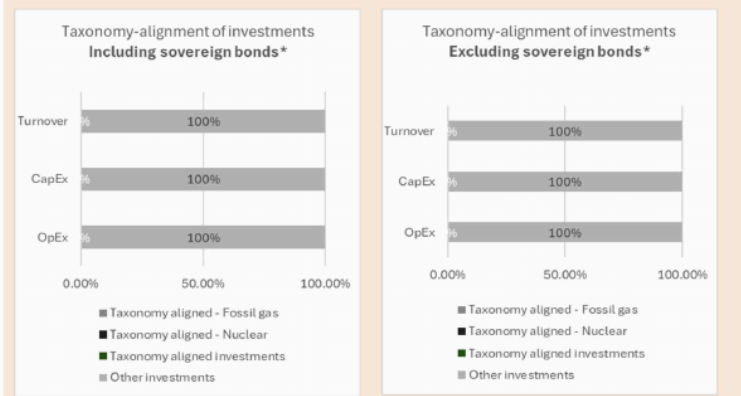 Taxonomy-alignment of investments
Including sovereign bonds*
Turnover % 100%
CapEx % 100%
OpEx % 100%
0.00% 50.00% 100.00%
Taxonomy aligned - Fossil gas
Taxonomy aligned - Nuclear
Taxonomy aligned investments
Other investments
Taxonomy-alignment of investments
Excluding sovereign bonds*
Turnover % 100%
CapEx % 100%
OpEx % 100%
0.00% 50.00% 100.00%
Taxonomy aligned - Fossil gas
Taxonomy aligned - Nuclear
Taxonomy aligned investments
Other investments